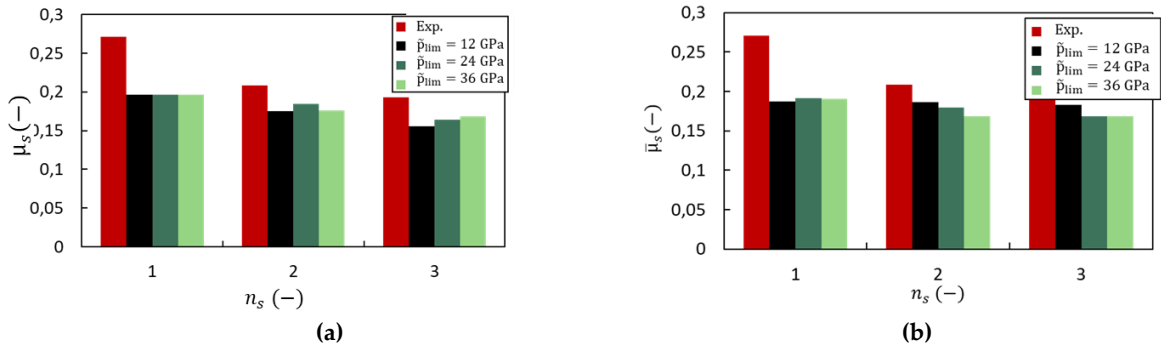 0,3
0,25
0,2
0,15
0,1
0,05
0
μₛ(−)
Exp.
p̃ₗᵢₘ = 12 GPa
p̃ₗᵢₘ = 24 GPa
p̃ₗᵢₘ = 36 GPa
1 2 3
nₛ (−)
(a)
0,3
0,25
0,2
0,15
0,1
0,05
0
μ̄ₛ(−)
Exp.
p̃ₗᵢₘ = 12 GPa
p̃ₗᵢₘ = 24 GPa
p̃ₗᵢₘ = 36 GPa
1 2 3
nₛ (−)
(b)